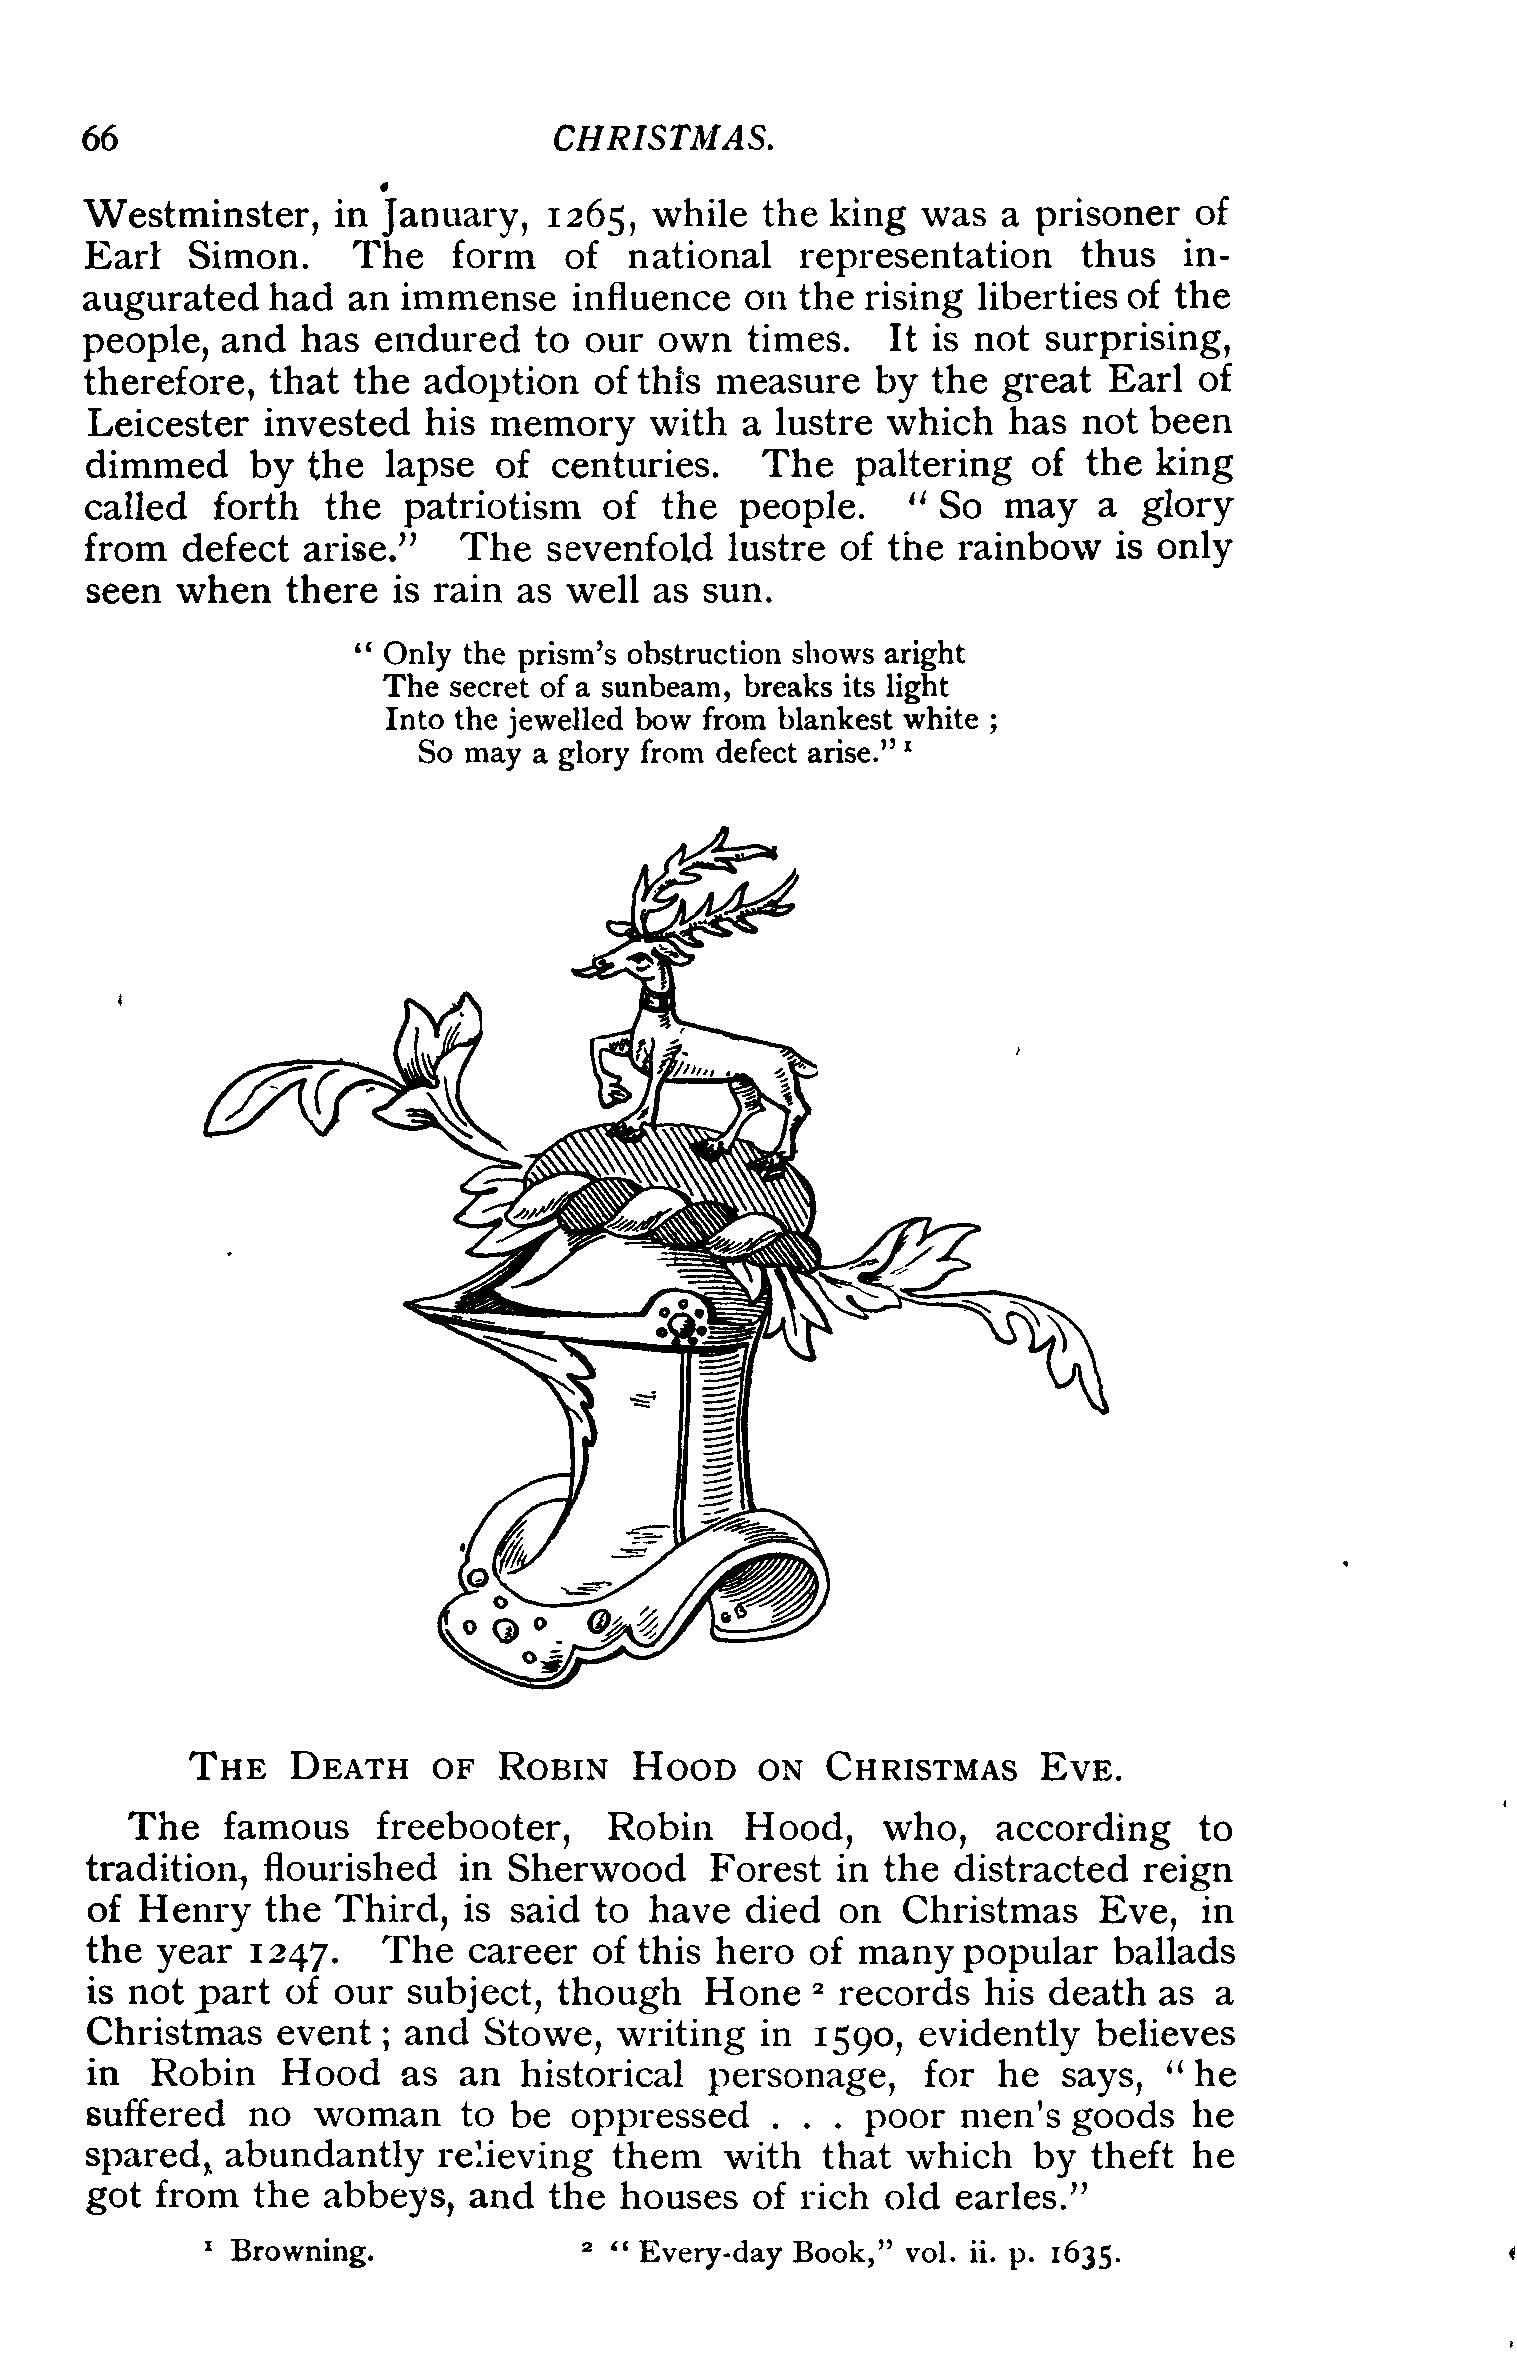 66 CHRISTMAS.
Westminster, in January, 1265, while the king was a prisoner of
Earl Simon. The form of national representation thus in-
augurated had an immense influence on the rising liberties of the
people, and has endured to our own times. It is not surprising,
therefore, that the adoption of this measure by the great Earl of
Leicester invested his memory with a lustre which has not been
dimmed by the lapse of centuries. The paltering of the king
called forth the patriotism of the people. “ So may a glory
from defect arise.” The sevenfold lustre of the rainbow is only
seen when there is rain as well as sun.
“ Only the prism’s obstruction shows aright
The secret of a sunbeam, breaks its light
Into the jewelled bow from blankest white ;
So may a glory from defect arise.” ¹
THE DEATH OF ROBIN HOOD ON CHRISTMAS EVE.
The famous freebooter, Robin Hood, who, according to
tradition, flourished in Sherwood Forest in the distracted reign
of Henry the Third, is said to have died on Christmas Eve, in
the year 1247. The career of this hero of many popular ballads
is not part of our subject, though Hone ² records his death as a
Christmas event ; and Stowe, writing in 1590, evidently believes
in Robin Hood as an historical personage, for he says, “ he
suffered no woman to be oppressed . . . poor men's goods he
spared, abundantly relieving them with that which by theft he
got from the abbeys, and the houses of rich old earles.”
¹ Browning. ² “ Every-day Book,” vol. ii. p. 1635.